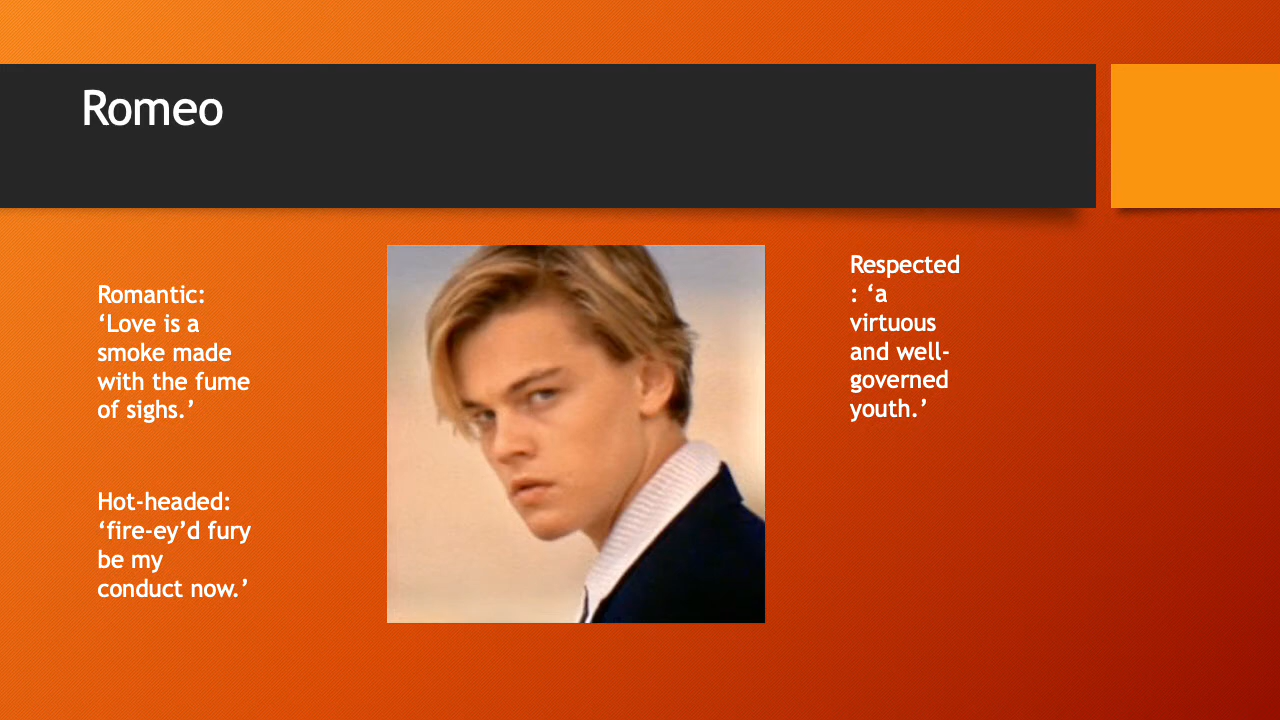 Romeo
Romantic:
‘Love is a
smoke made
with the fume
of sighs.’
Hot-headed:
‘fire-ey’d fury
be my
conduct now.’
Respected
: ‘a
virtuous
and well-
governed
youth.’